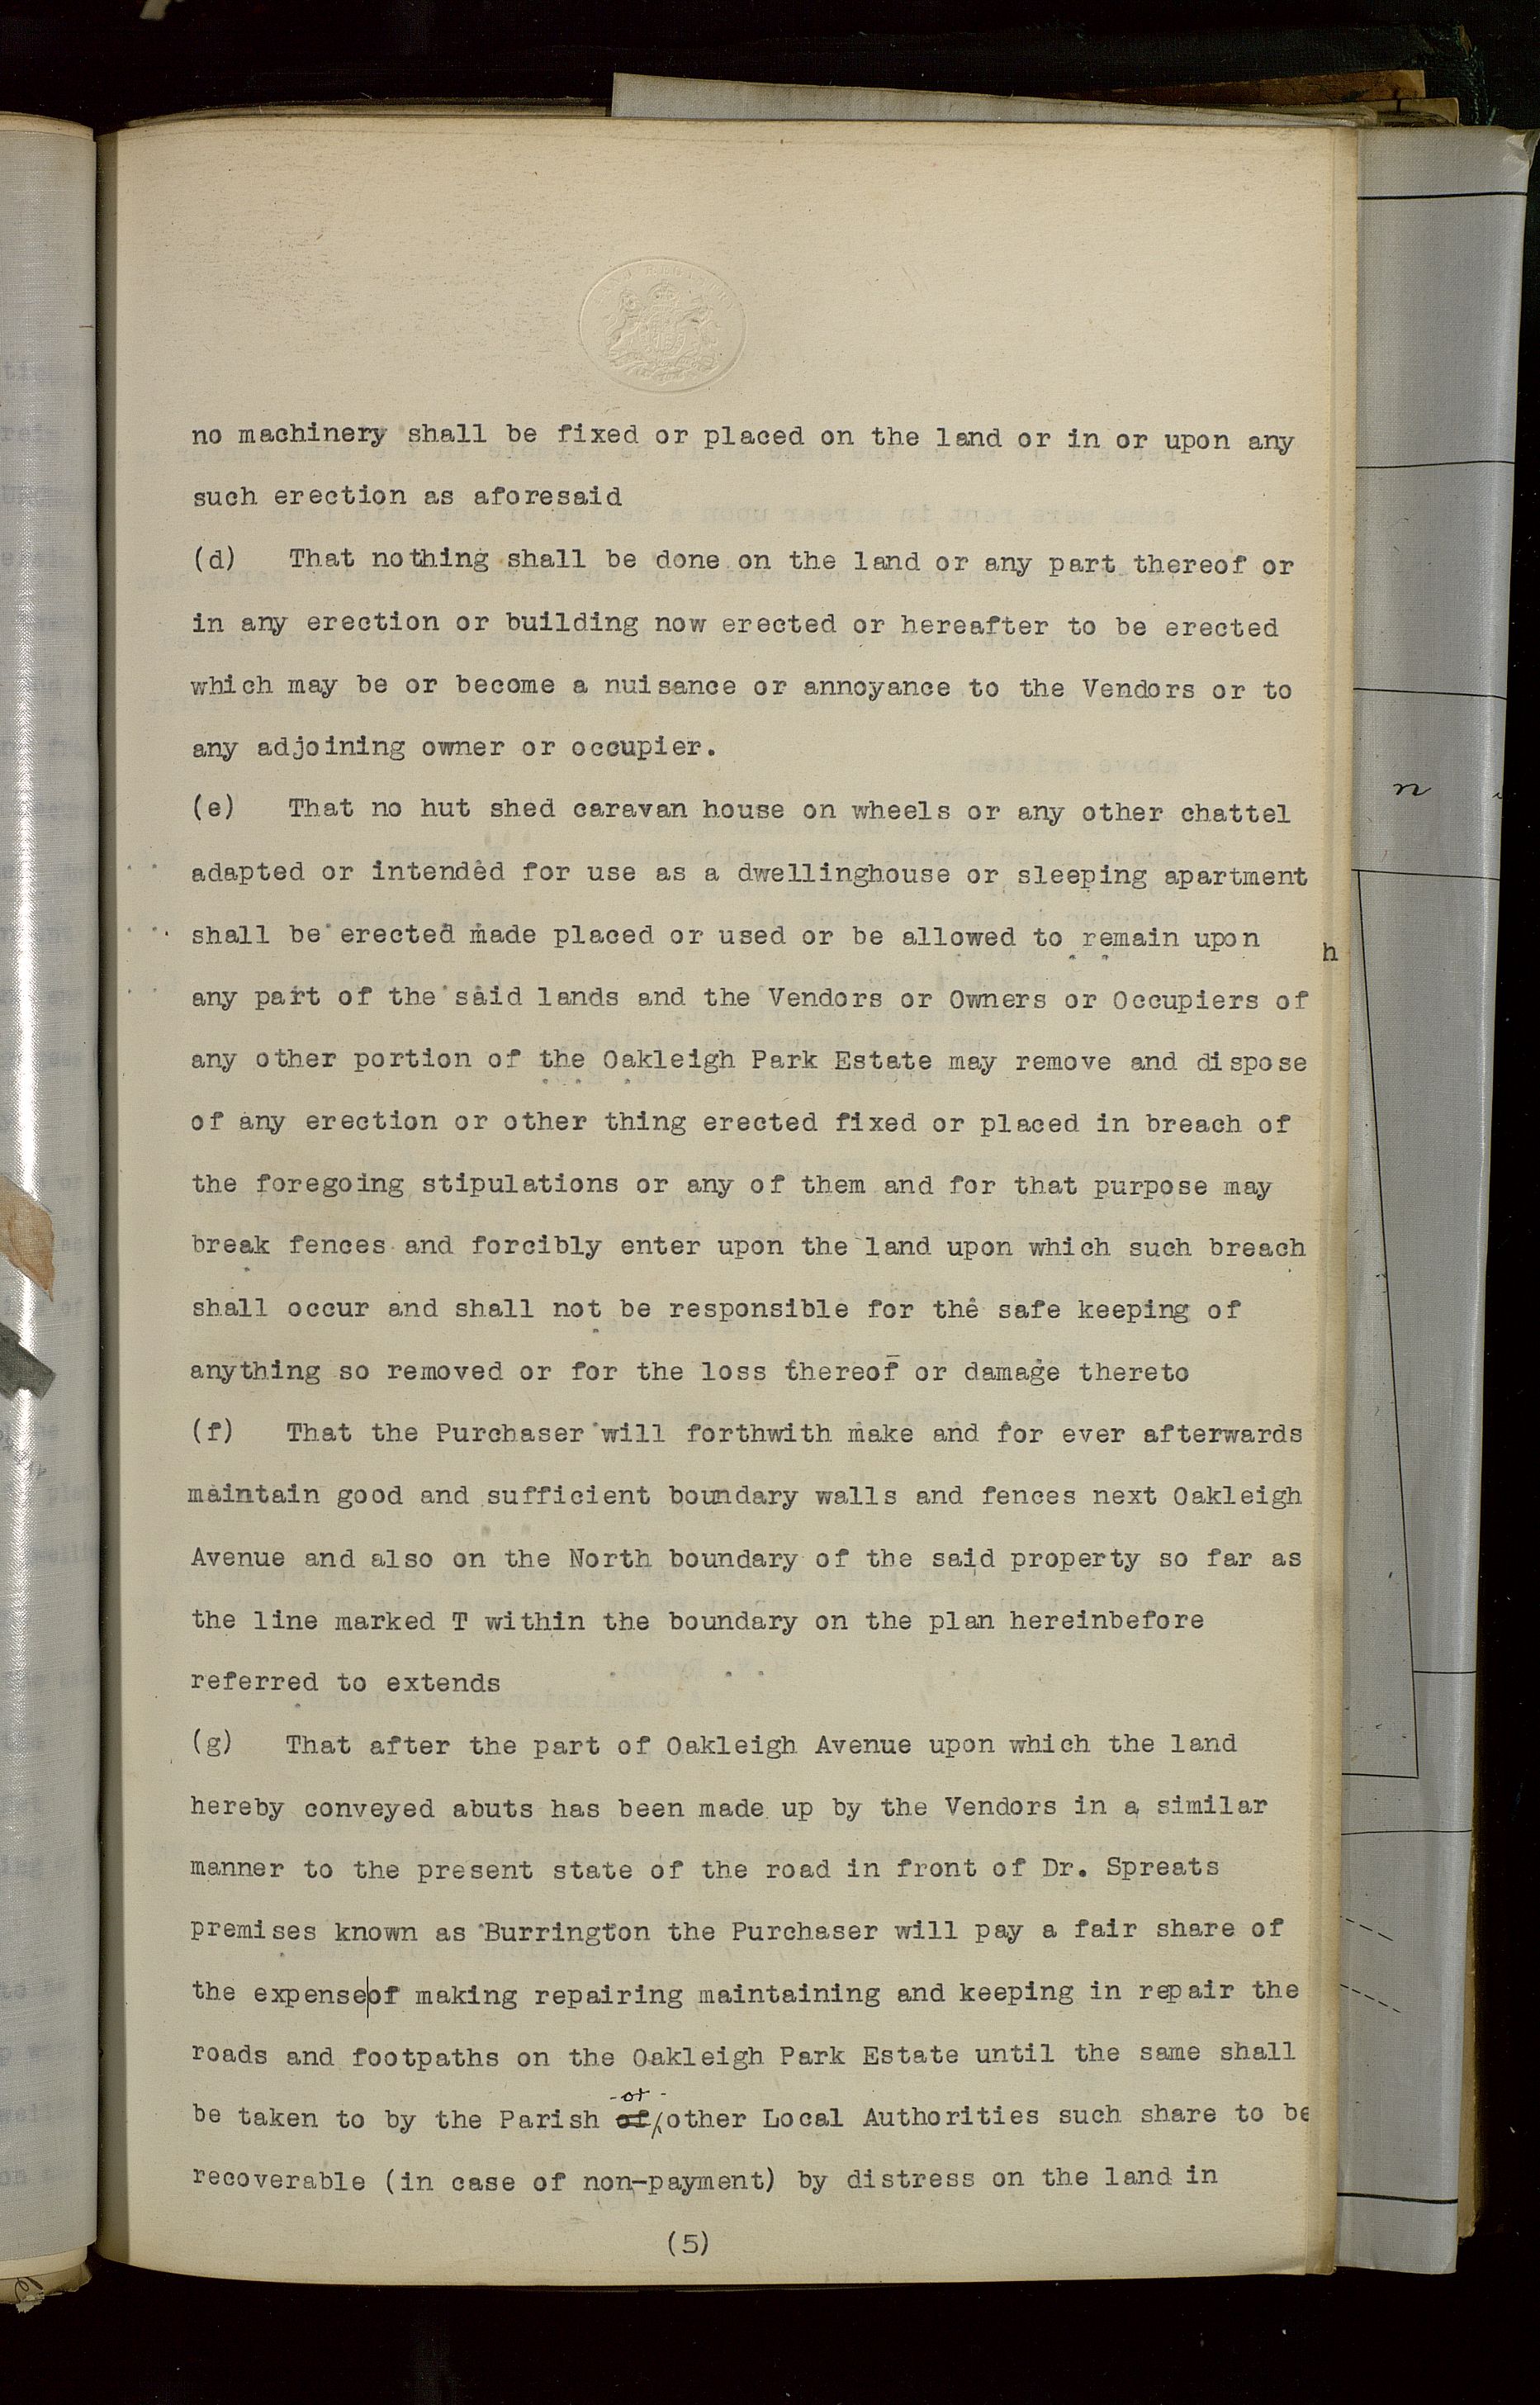 no machinery shall be fixed or placed on the land or in or upon any
such erection as aforesaid
(d) That nothing shall be done on the land or any part thereof or
in any erection or building now erected or hereafter to be erected
which may be or become a nuisance or annoyance to the Vendors or to
any adjoining owner or occupier.
(e) That no hut shed caravan house on wheels or any other chattel
adapted or intended for use as a dwellinghouse or sleeping apartment
shall be erected made placed or used or be allowed to remain upon
any part of the said lands and the Vendors or Owners or Occupiers of
any other portion of the Oakleigh Park Estate may remove and dispose
of any erection or other thing erected fixed or placed in breach of
the foregoing stipulations or any of them and for that purpose may
break fences and forcibly enter upon the land upon which such breach
shall occur and shall not be responsible for the safe keeping of
anything so removed or for the loss thereof or damage thereto
(f) That the Purchaser will forthwith make and for ever afterwards
maintain good and sufficient boundary walls and fences next Oakleigh
Avenue and also on the North boundary of the said property so far as
the line marked T within the boundary on the plan hereinbefore
referred to extends
(g) That after the part of Oakleigh Avenue upon which the land
hereby conveyed abuts has been made up by the Vendors in a similar
manner to the present state of the road in front of Dr. Spreats
premises known as Burrington the Purchaser will pay a fair share of
the expense of making repairing maintaining and keeping in repair the
roads and footpaths on the Oakleigh Park Estate until the same shall
-or-
be taken to by the Parish of other Local Authorities such share to be
recoverable (in case of non-payment) by distress on the land in
(5)
h
n